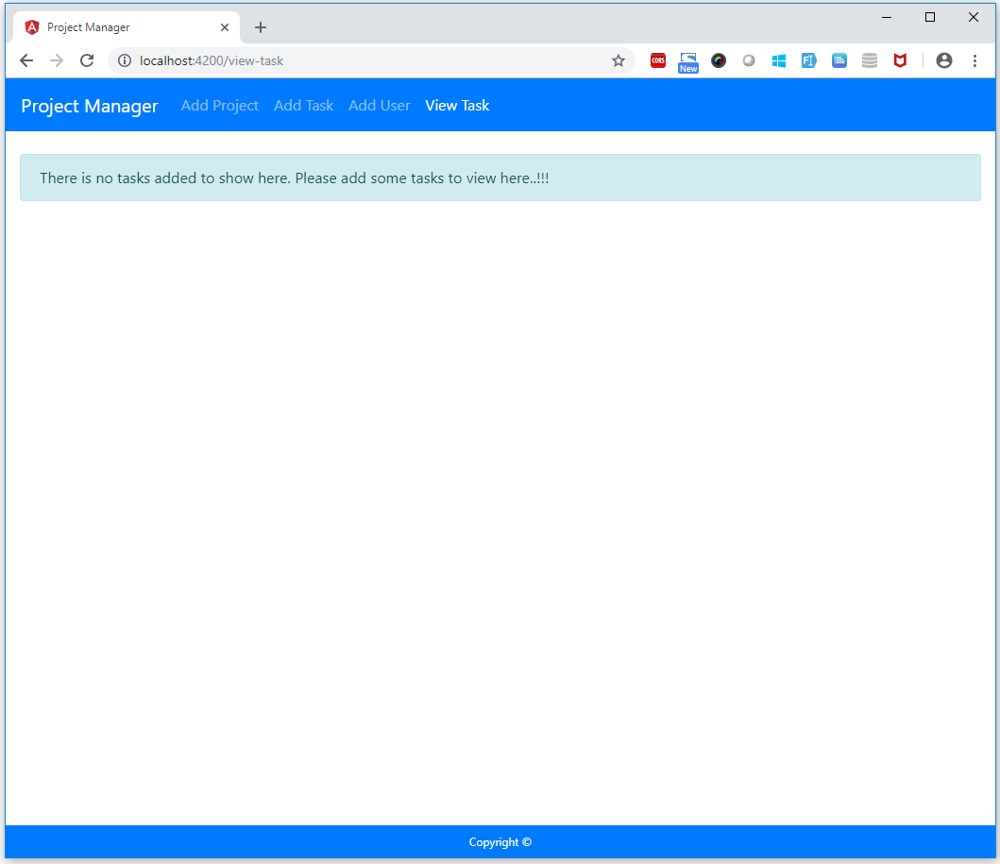 Project Manager
localhost:4200/view-task
CORS
New
Project Manager Add Project Add Task Add User View Task
There is no tasks added to show here. Please add some tasks to view here..!!!
Copyright ©